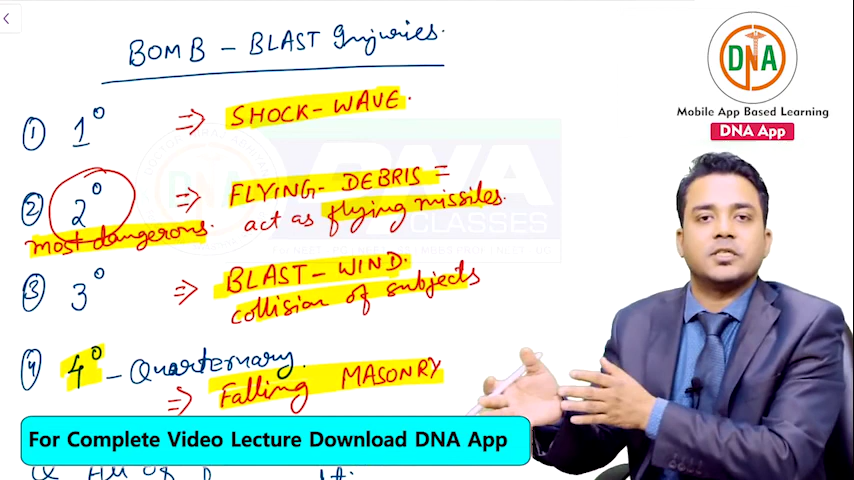 BOMB - BLAST Injuries.
① 1° ⇒ SHOCK-WAVE.
② 2° ⇒ FLYING-DEBRIS =
act as flying missiles.
most dangerous.
③ 3° ⇒ BLAST-WIND.
collision of subjects
④ 4° - Quarternary.
⇒ Falling MASONRY
For Complete Video Lecture Download DNA App
DNA
Mobile App Based Learning
DNA App
DNA
CLASSES